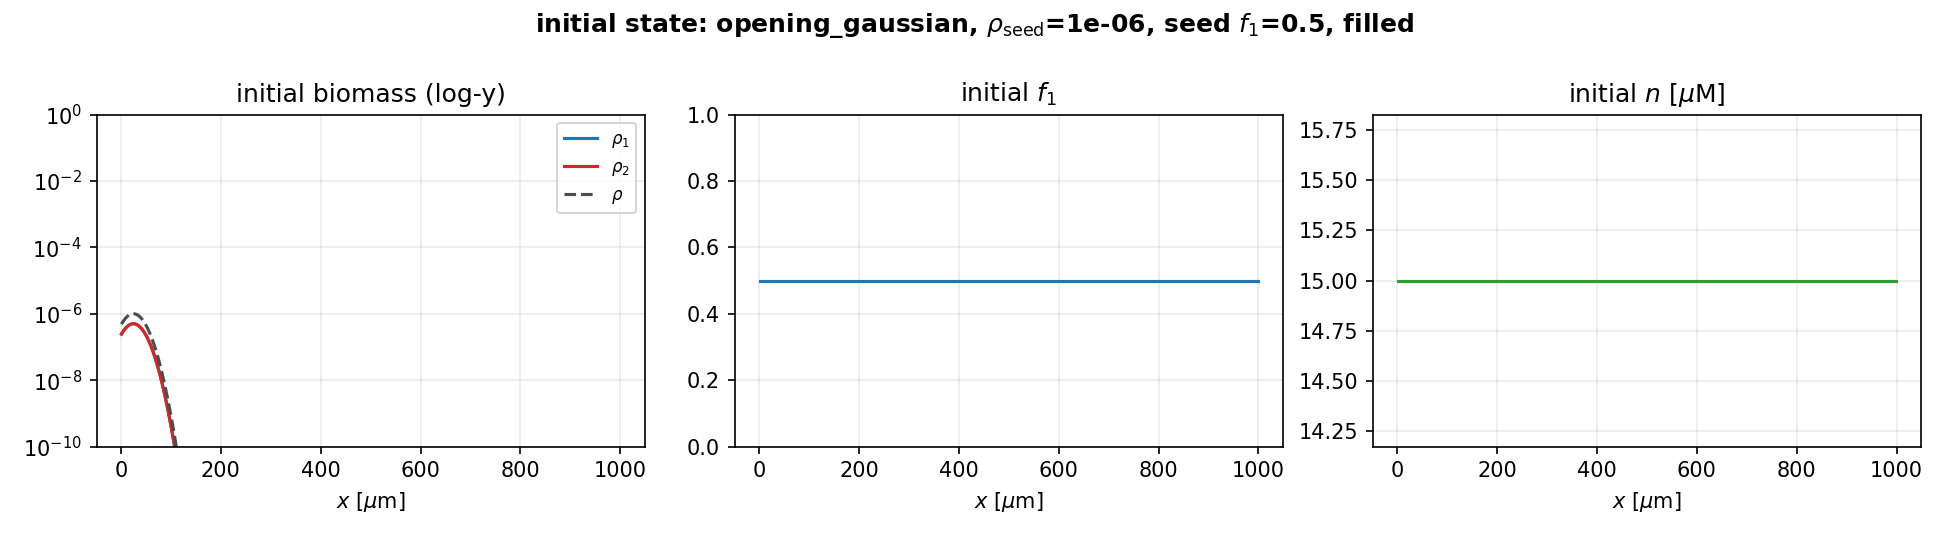 initial state: opening_gaussian, ρseed=1e-06, seed f1=0.5, filled
initial biomass (log-y)
10^0
10^−2
10^−4
10^−6
10^−8
10^−10
0 200 400 600 800 1000
x [μm]
ρ1
ρ2
ρ
initial f1
1.0
0.8
0.6
0.4
0.2
0.0
0 200 400 600 800 1000
x [μm]
initial n [μM]
15.75
15.50
15.25
15.00
14.75
14.50
14.25
0 200 400 600 800 1000
x [μm]